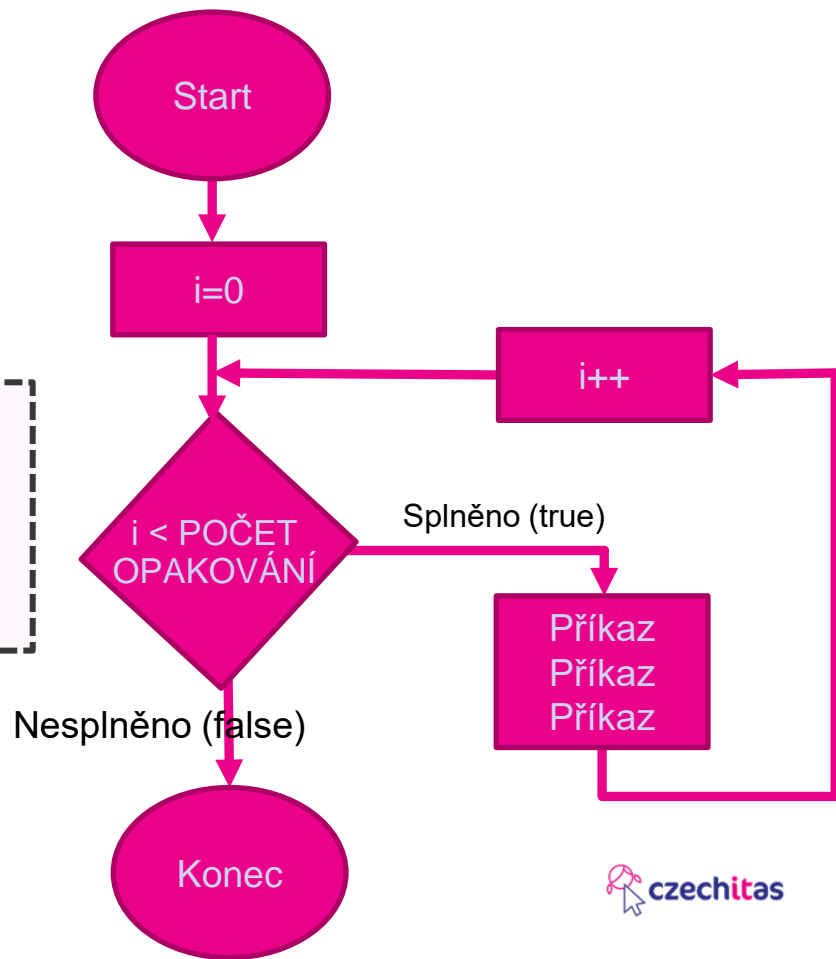 Start
i=0
i++
i < POČET
OPAKOVÁNÍ
Splněno (true)
Příkaz
Příkaz
Příkaz
Nesplněno (false)
Konec
czechitas